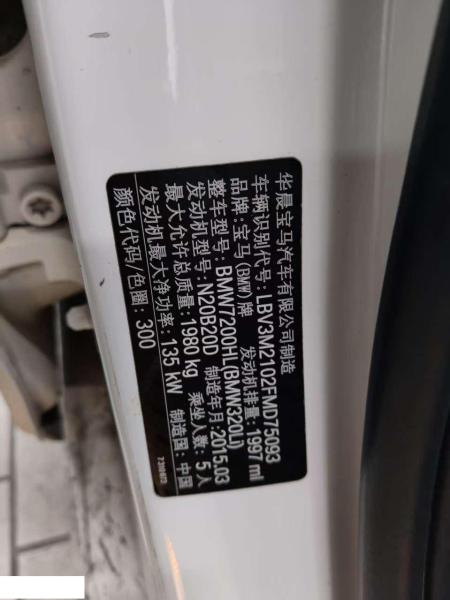 华晨宝马汽车有限公司制造
车辆识别代号: LBV3M2102FMD75093
品牌: 宝马(BMW)牌 发动机排量: 1997 ml
整车型号: BMW7200HL(BMW320Li)
发动机型号: N20B20D 制造年月: 2015.03
最大允许总质量: 1980 kg 乘坐人数: 5人
发动机最大净功率: 135 kW 制造国: 中国
颜色代码/色圈: 300